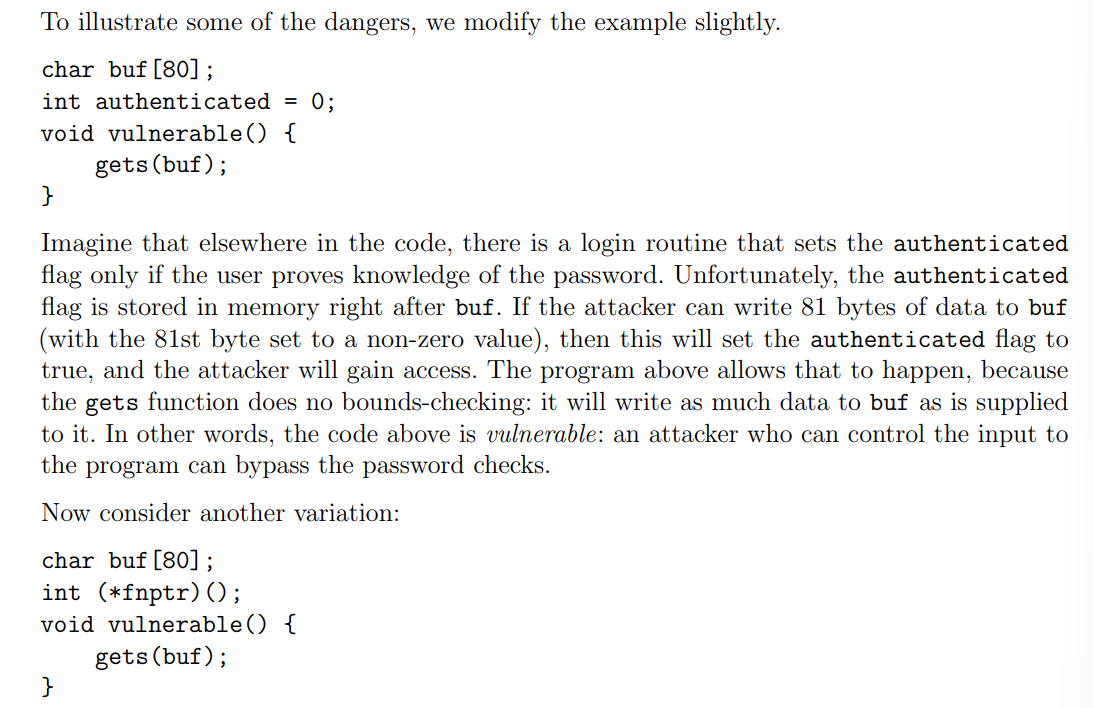 To illustrate some of the dangers, we modify the example slightly.
char buf[80];
int authenticated = 0;
void vulnerable() {
    gets(buf);
}
Imagine that elsewhere in the code, there is a login routine that sets the authenticated
flag only if the user proves knowledge of the password. Unfortunately, the authenticated
flag is stored in memory right after buf. If the attacker can write 81 bytes of data to buf
(with the 81st byte set to a non-zero value), then this will set the authenticated flag to
true, and the attacker will gain access. The program above allows that to happen, because
the gets function does no bounds-checking: it will write as much data to buf as is supplied
to it. In other words, the code above is vulnerable: an attacker who can control the input to
the program can bypass the password checks.
Now consider another variation:
char buf[80];
int (*fnptr)();
void vulnerable() {
    gets(buf);
}